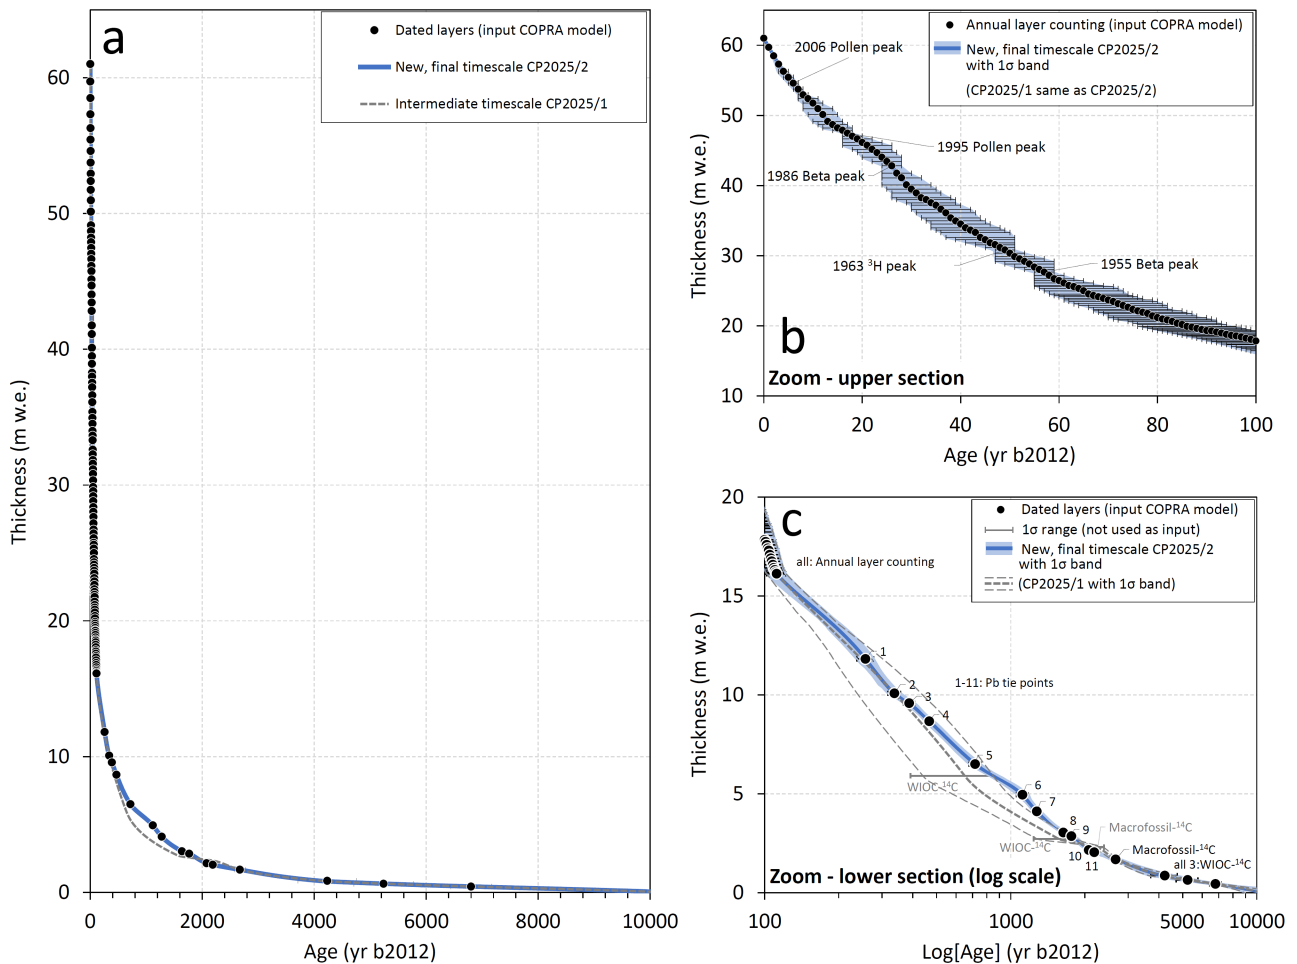 a
Dated layers (input COPRA model)
New, final timescale CP2025/2
Intermediate timescale CP2025/1
Thickness (m w.e.)
60
50
40
30
20
10
0
0
2000
4000
6000
8000
10000
Age (yr b2012)
Annual layer counting (input COPRA model)
New, final timescale CP2025/2
with 1σ band
(CP2025/1 same as CP2025/2)
2006 Pollen peak
1995 Pollen peak
1986 Beta peak
1963 ³H peak
1955 Beta peak
b
Zoom - upper section
Thickness (m w.e.)
60
50
40
30
20
10
0
20
40
60
80
100
Age (yr b2012)
c
Dated layers (input COPRA model)
1σ range (not used as input)
New, final timescale CP2025/2
with 1σ band
(CP2025/1 with 1σ band)
all: Annual layer counting
1-11: Pb tie points
1
2
3
4
5
6
7
8
9
10
11
WIOC-¹⁴C
WIOC-¹⁴C
Macrofossil-¹⁴C
Macrofossil-¹⁴C
all 3:WIOC-¹⁴C
Zoom - lower section (log scale)
Thickness (m w.e.)
20
15
10
5
0
100
1000
5000
10000
Log[Age] (yr b2012)